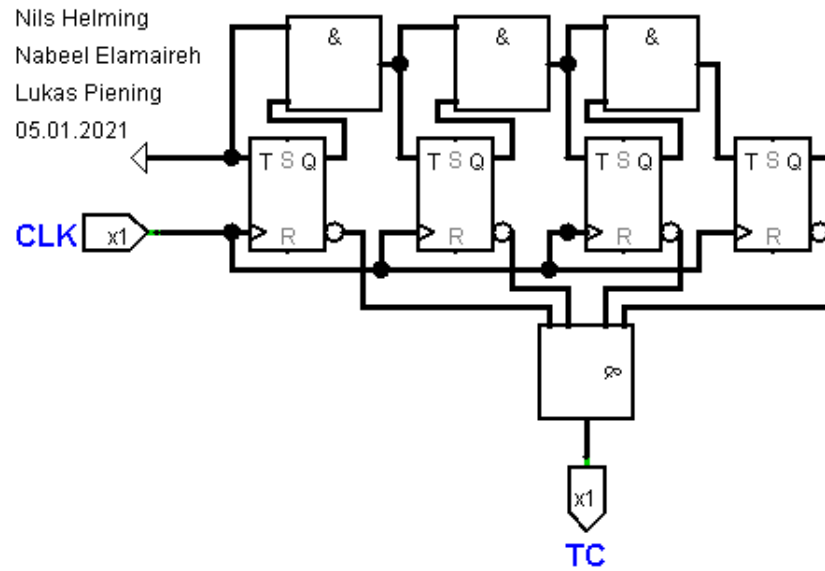 Nils Helming
Nabeel Elamaireh
Lukas Piening
05.01.2021
& & &
T S Q T S Q T S Q T S Q
CLK x1 R R R R
&
x1
TC